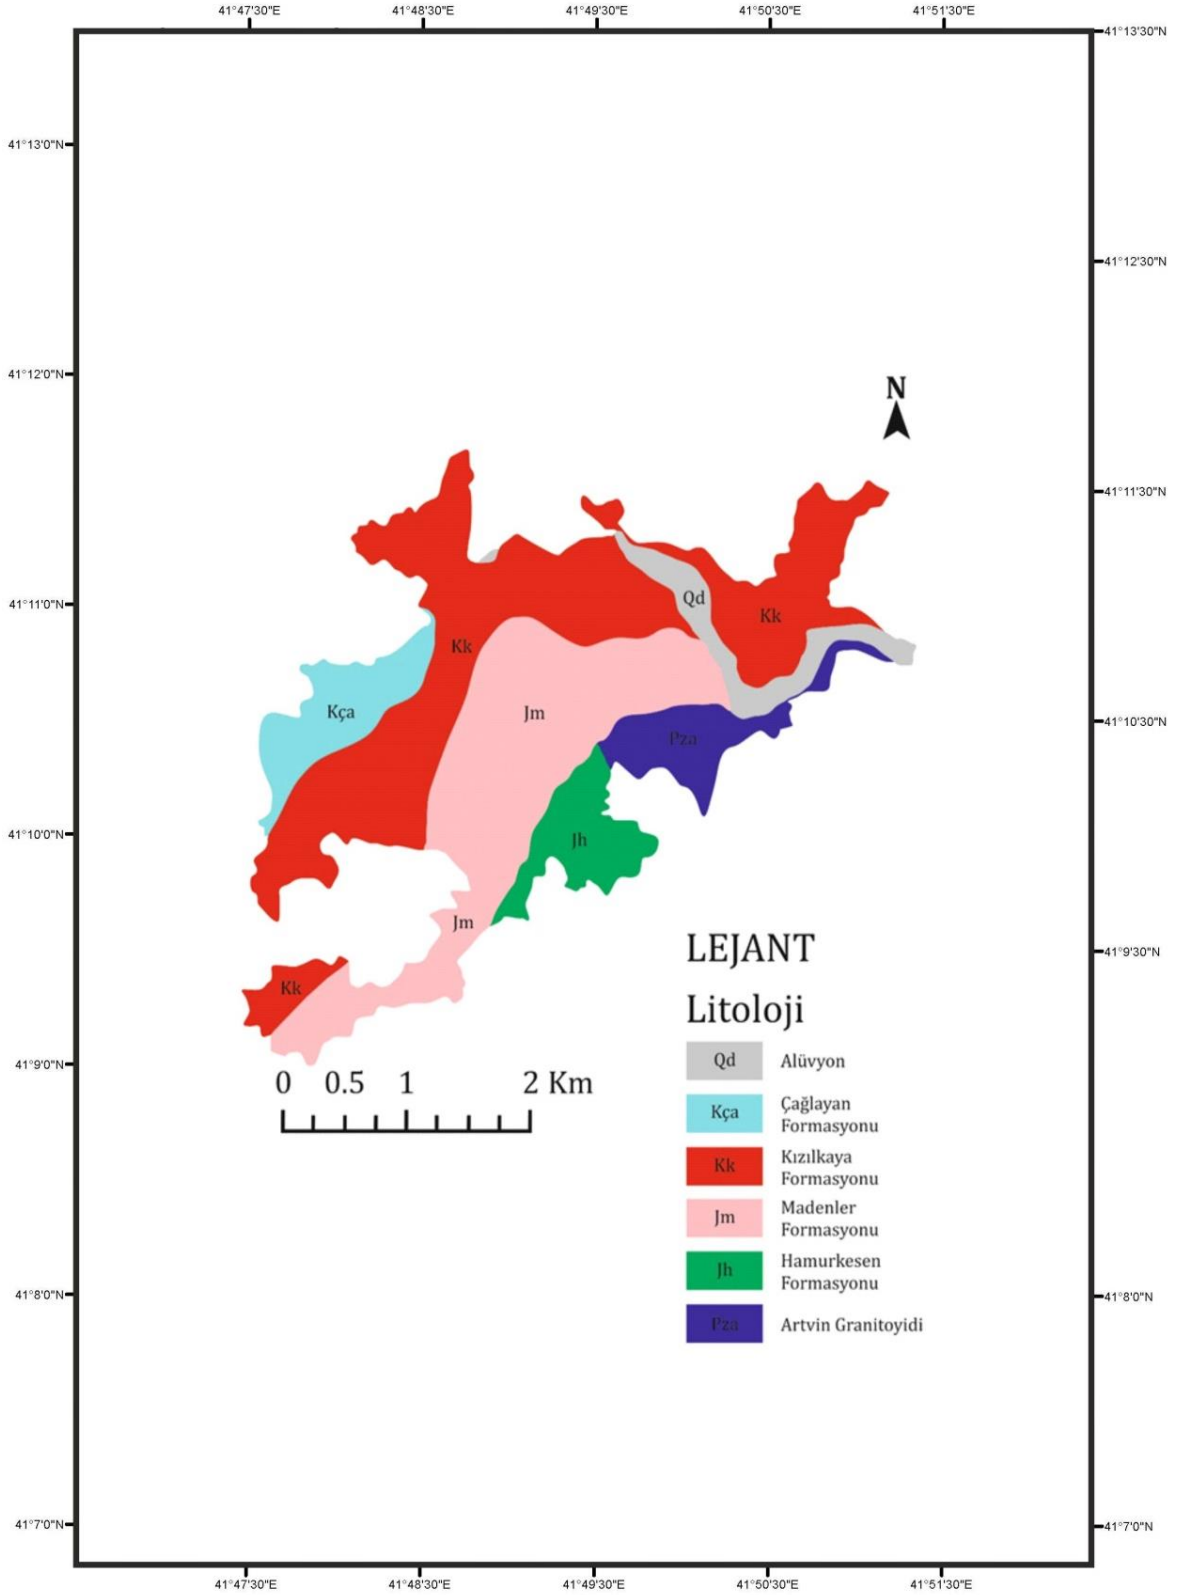 41°47'30"E 41°48'30"E 41°49'30"E 41°50'30"E 41°51'30"E
41°13'30"N
41°13'0"N
41°12'30"N
41°12'0"N
N
41°11'30"N
41°11'0"N
Qd
Kk
Kk
Kça
Jm
41°10'30"N
Pza
41°10'0"N
Jh
Jm
LEJANT
41°9'30"N
Kk
Litoloji
41°9'0"N
Qd Alüvyon
0 0.5 1 2 Km
Kça Çağlayan
Formasyonu
Kk Kızılkaya
Formasyonu
Jm Madenler
Formasyonu
Jh Hamurkesen
Formasyonu
41°8'0"N
41°8'0"N
Pza Artvin Granitoyidi
41°7'0"N
41°7'0"N
41°47'30"E 41°48'30"E 41°49'30"E 41°50'30"E 41°51'30"E